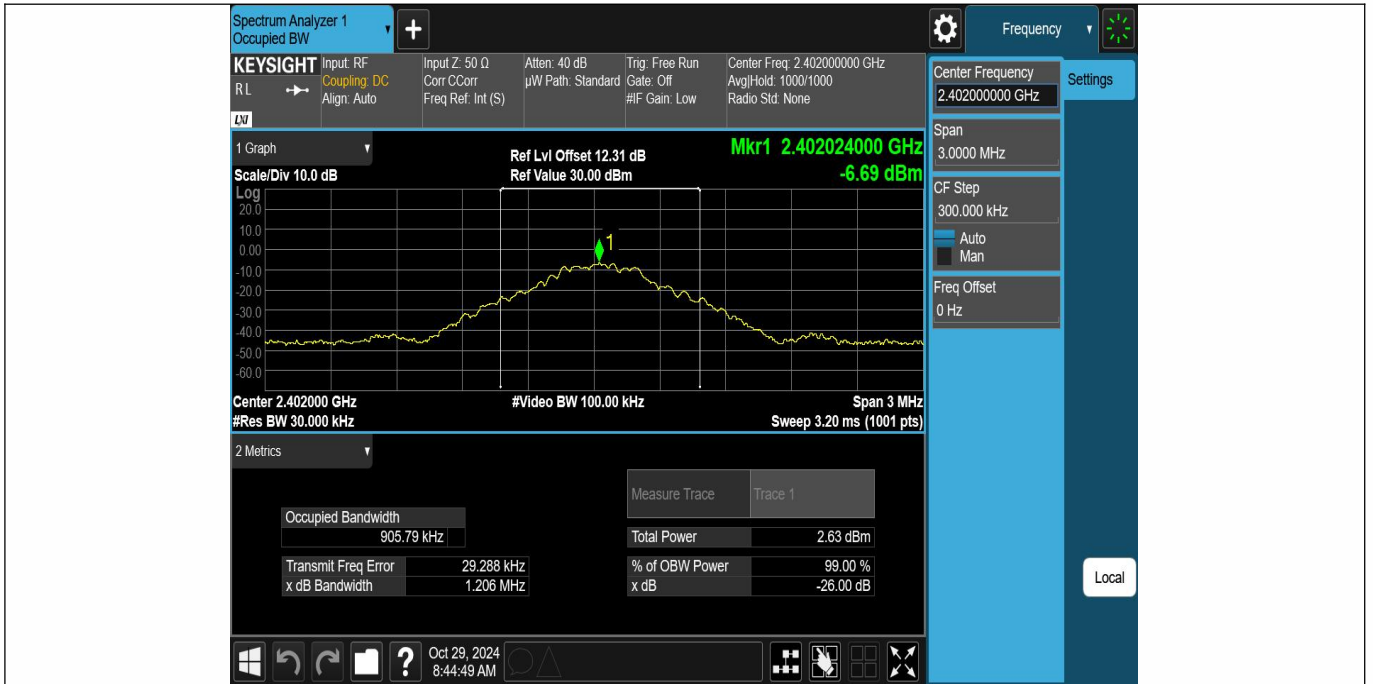 Spectrum Analyzer 1
Occupied BW
Frequency
KEYSIGHT
RL
LXI
Input: RF
Coupling: DC
Align: Auto
Input Z: 50 Ω
Corr CCorr
Freq Ref: Int (S)
Atten: 40 dB
µW Path: Standard
Trig: Free Run
Gate: Off
#IF Gain: Low
Center Freq: 2.402000000 GHz
Avg|Hold: 1000/1000
Radio Std: None
Center Frequency
2.402000000 GHz
Settings
Span
3.0000 MHz
CF Step
300.000 kHz
Auto
Man
Freq Offset
0 Hz
Local
1 Graph
Scale/Div 10.0 dB
Ref Lvl Offset 12.31 dB
Ref Value 30.00 dBm
Mkr1 2.402024000 GHz
-6.69 dBm
Log
20.0
10.0
0.00
-10.0
-20.0
-30.0
-40.0
-50.0
-60.0
1
Center 2.402000 GHz
#Res BW 30.000 kHz
#Video BW 100.00 kHz
Span 3 MHz
Sweep 3.20 ms (1001 pts)
2 Metrics
Measure Trace Trace 1
Occupied Bandwidth
905.79 kHz
Total Power 2.63 dBm
Transmit Freq Error 29.288 kHz
% of OBW Power 99.00 %
x dB Bandwidth 1.206 MHz
x dB -26.00 dB
?
Oct 29, 2024
8:44:49 AM